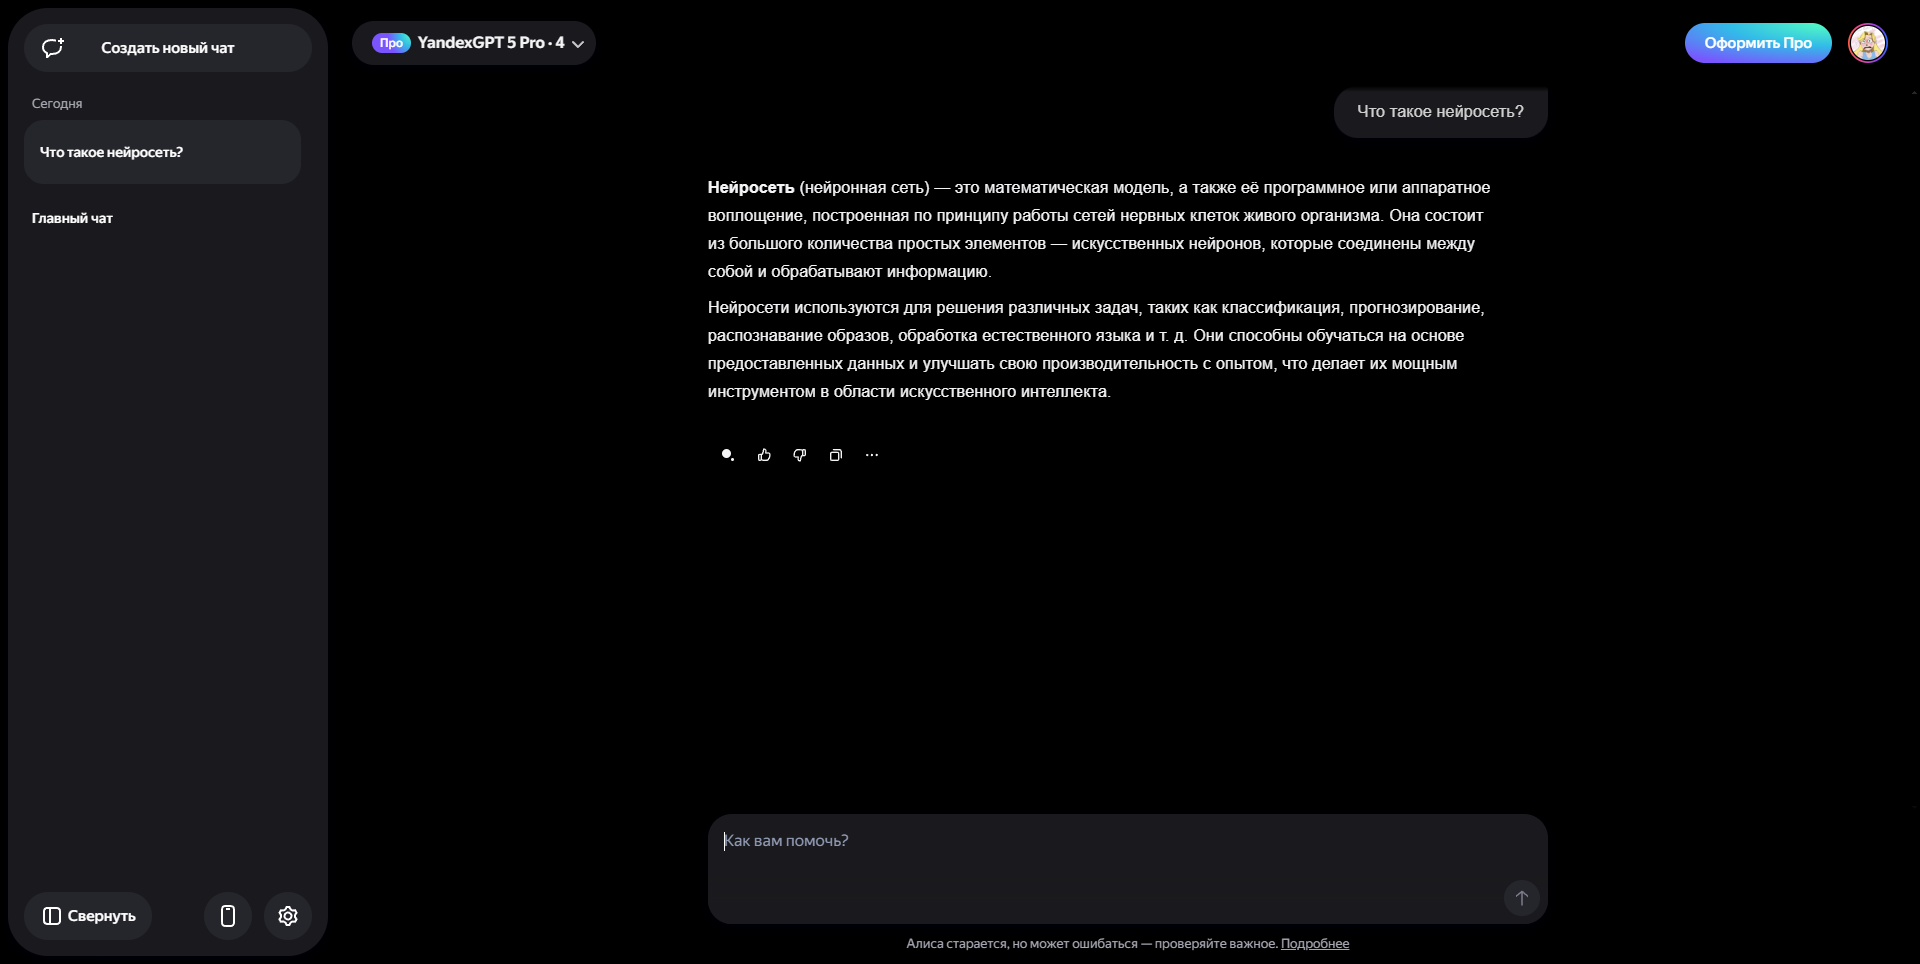 Создать новый чат
Сегодня
Что такое нейросеть?
Главный чат
Свернуть
Про YandexGPT 5 Pro · 4
Оформить Про
Что такое нейросеть?
Нейросеть (нейронная сеть) — это математическая модель, а также её программное или аппаратное
воплощение, построенная по принципу работы сетей нервных клеток живого организма. Она состоит
из большого количества простых элементов — искусственных нейронов, которые соединены между
собой и обрабатывают информацию.
Нейросети используются для решения различных задач, таких как классификация, прогнозирование,
распознавание образов, обработка естественного языка и т. д. Они способны обучаться на основе
предоставленных данных и улучшать свою производительность с опытом, что делает их мощным
инструментом в области искусственного интеллекта.
Как вам помочь?
Алиса старается, но может ошибаться — проверяйте важное. Подробнее